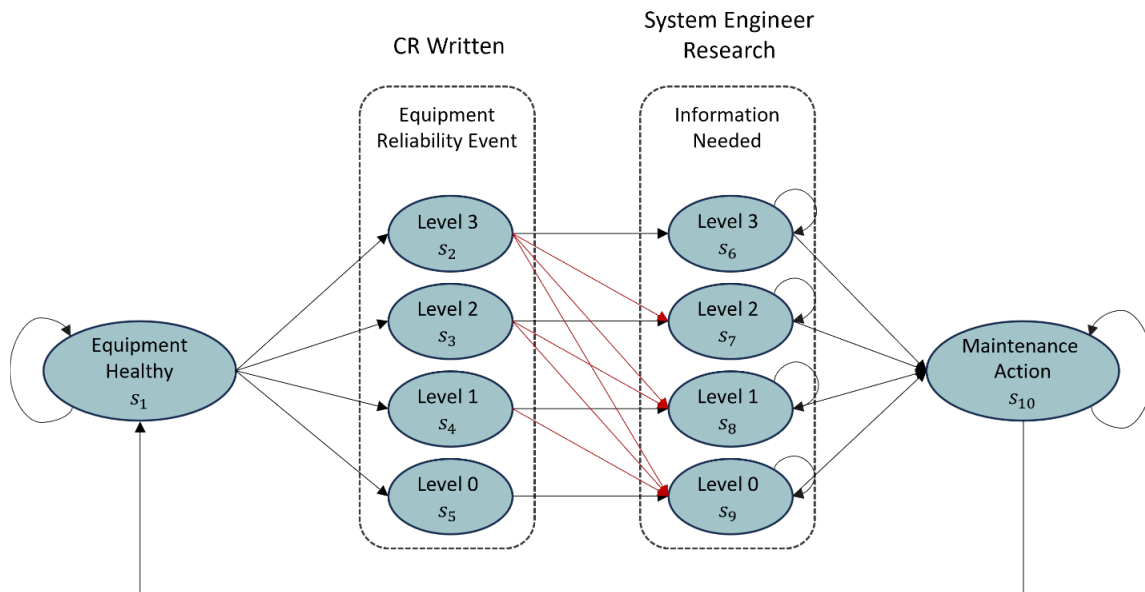 CR Written
System Engineer
Research
Equipment
Reliability Event
Information
Needed
Level 3
s₂
Level 3
s₆
Level 2
s₃
Level 2
s₇
Equipment
Healthy
s₁
Level 1
s₄
Level 1
s₈
Maintenance
Action
s₁₀
Level 0
s₅
Level 0
s₉